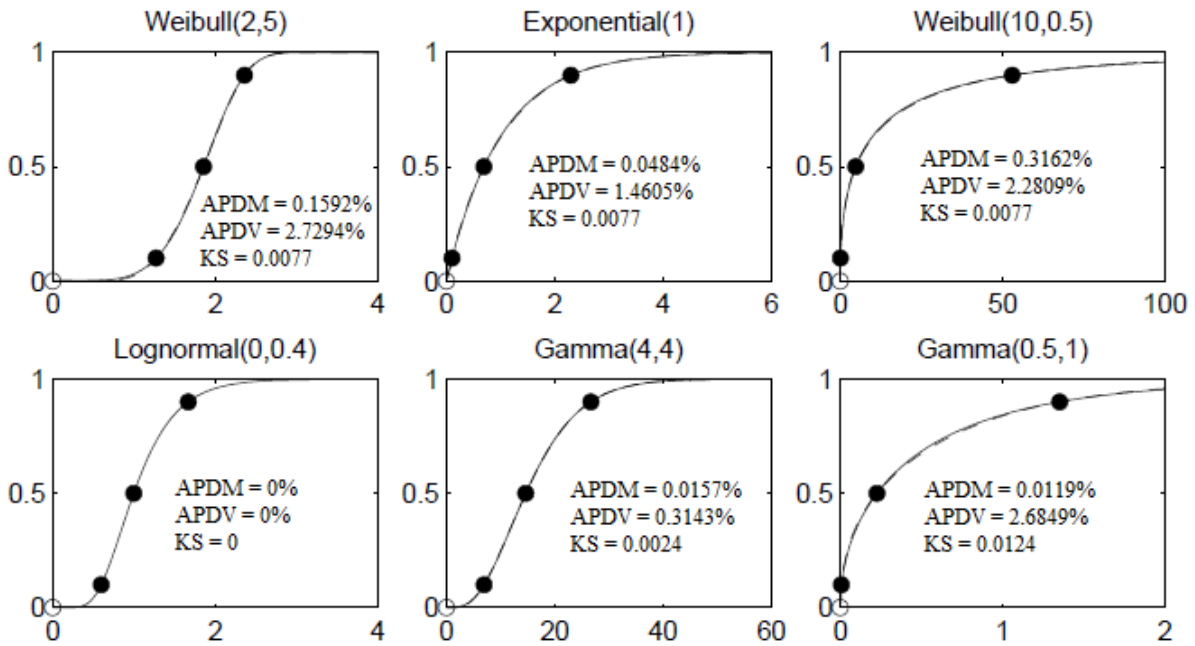 Weibull(2,5)
1
0.5
0
0 2 4
APDM = 0.1592%
APDV = 2.7294%
KS = 0.0077
Exponential(1)
1
0.5
0
0 2 4 6
APDM = 0.0484%
APDV = 1.4605%
KS = 0.0077
Weibull(10,0.5)
1
0.5
0
0 50 100
APDM = 0.3162%
APDV = 2.2809%
KS = 0.0077
Lognormal(0,0.4)
1
0.5
0
0 2 4
APDM = 0%
APDV = 0%
KS = 0
Gamma(4,4)
1
0.5
0
0 20 40 60
APDM = 0.0157%
APDV = 0.3143%
KS = 0.0024
Gamma(0.5,1)
1
0.5
0
0 1 2
APDM = 0.0119%
APDV = 2.6849%
KS = 0.0124